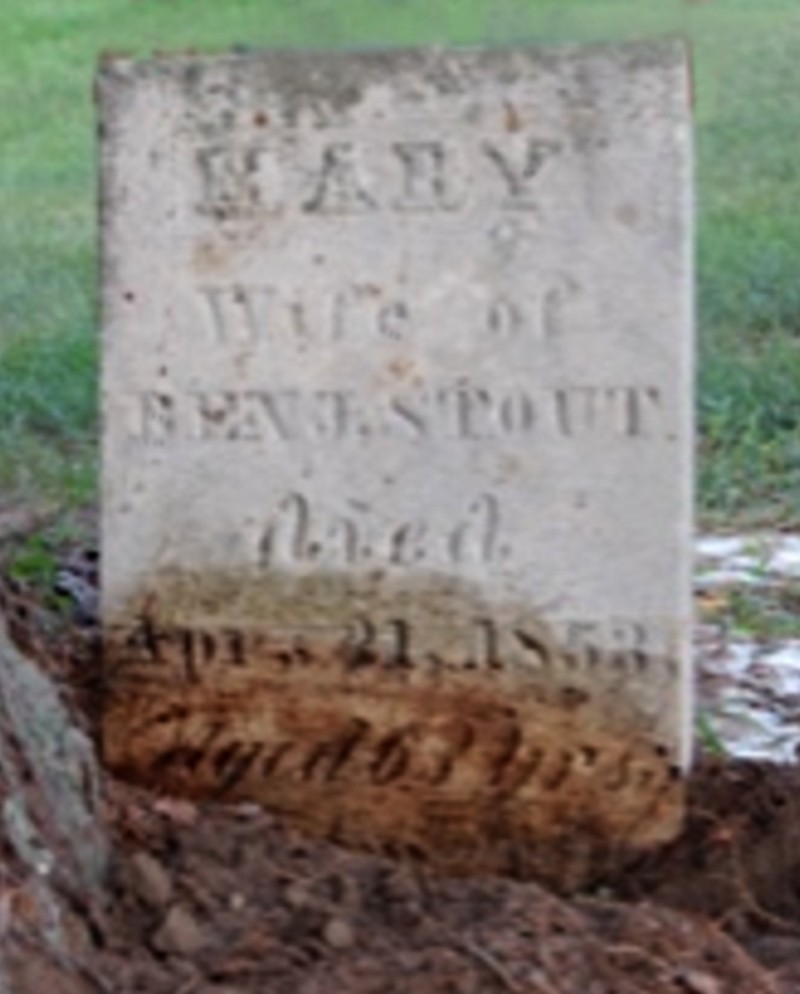 MARY
Wife of
BENJ. STOUT.
died
Apr. 21, 1853.
Aged 63 yrs.